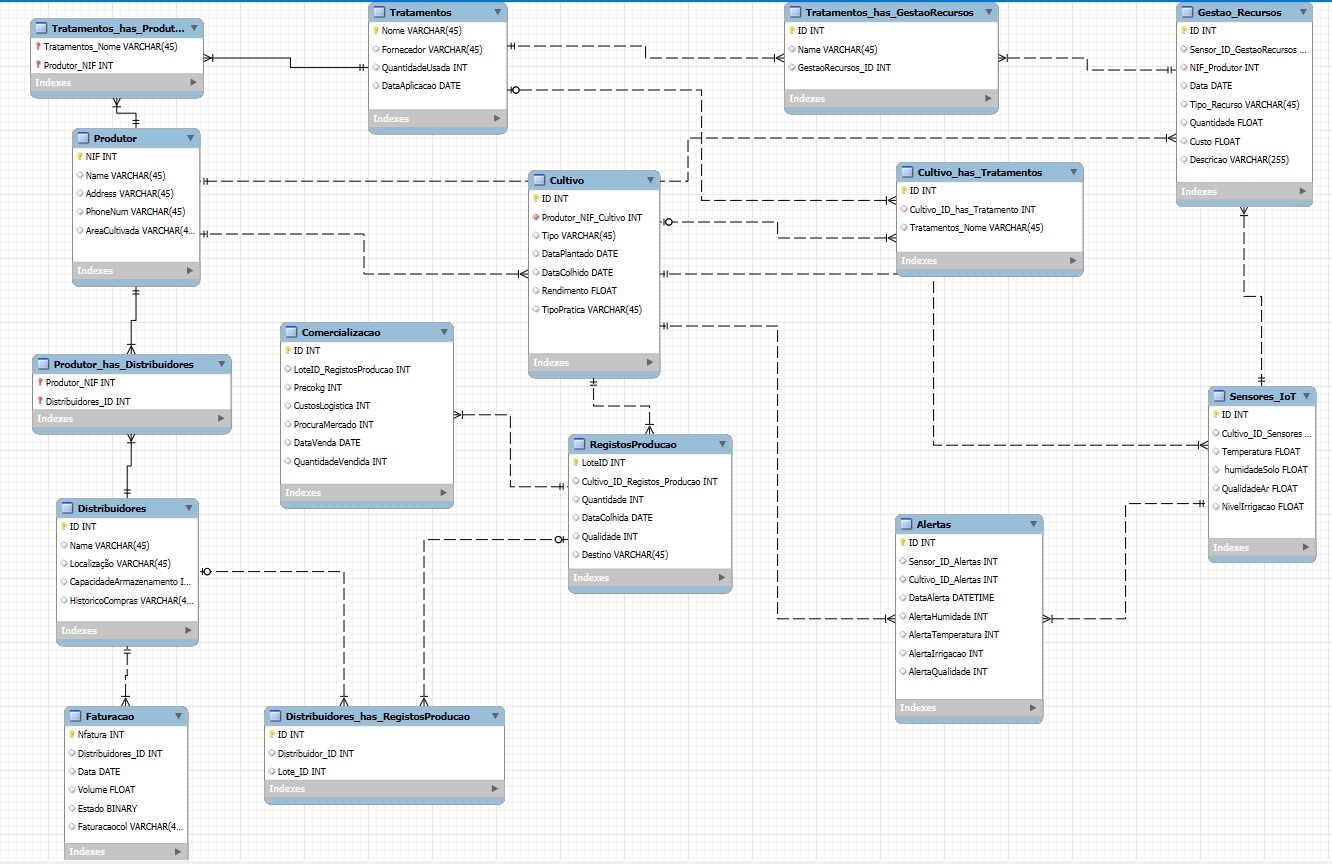 Tratamentos_has_Produt...
Tratamentos_Nome VARCHAR(45)
Produtor_NIF INT
Indexes
Tratamentos
Nome VARCHAR(45)
Fornecedor VARCHAR(45)
QuantidadeUsada INT
DataAplicacao DATE
Indexes
Tratamentos_has_GestaoRecursos
ID INT
Name VARCHAR(45)
GestaoRecursos_ID INT
Indexes
Gestao_Recursos
ID INT
Sensor_ID_GestaoRecursos ...
NIF_Produtor INT
Data DATE
Tipo_Recurso VARCHAR(45)
Quantidade FLOAT
Custo FLOAT
Descricao VARCHAR(255)
Indexes
Produtor
NIF INT
Name VARCHAR(45)
Address VARCHAR(45)
PhoneNum VARCHAR(45)
AreaCultivada VARCHAR(4...
Indexes
Cultivo
ID INT
Produtor_NIF_Cultivo INT
Tipo VARCHAR(45)
DataPlantado DATE
DataColhido DATE
Rendimento FLOAT
TipoPratica VARCHAR(45)
Indexes
Cultivo_has_Tratamentos
ID INT
Cultivo_ID_has_Tratamento INT
Tratamentos_Nome VARCHAR(45)
Indexes
Comercializacao
ID INT
LoteID_RegistosProducao INT
Precokg INT
CustosLogistica INT
ProcuraMercado INT
DataVenda DATE
QuantidadeVendida INT
Indexes
Produtor_has_Distribuidores
Produtor_NIF INT
Distribuidores_ID INT
Indexes
Sensores_IoT
ID INT
Cultivo_ID_Sensores ...
Temperatura FLOAT
humidadeSolo FLOAT
QualidadeAr FLOAT
NivelIrrigacao FLOAT
Indexes
RegistosProducao
LoteID INT
Cultivo_ID_Registos_Producao INT
Quantidade INT
DataColhida DATE
Qualidade INT
Destino VARCHAR(45)
Indexes
Distribuidores
ID INT
Name VARCHAR(45)
Localização VARCHAR(45)
CapacidadeArmazenamento I...
HistoricoCompras VARCHAR(4...
Indexes
Alertas
ID INT
Sensor_ID_Alertas INT
Cultivo_ID_Alertas INT
DataAlerta DATETIME
AlertaHumidade INT
AlertaTemperatura INT
AlertaIrrigacao INT
AlertaQualidade INT
Indexes
Faturacao
Nfatura INT
Distribuidores_ID INT
Data DATE
Volume FLOAT
Estado BINARY
Faturacaocol VARCHAR(4...
Indexes
Distribuidores_has_RegistosProducao
ID INT
Distribuidor_ID INT
Lote_ID INT
Indexes